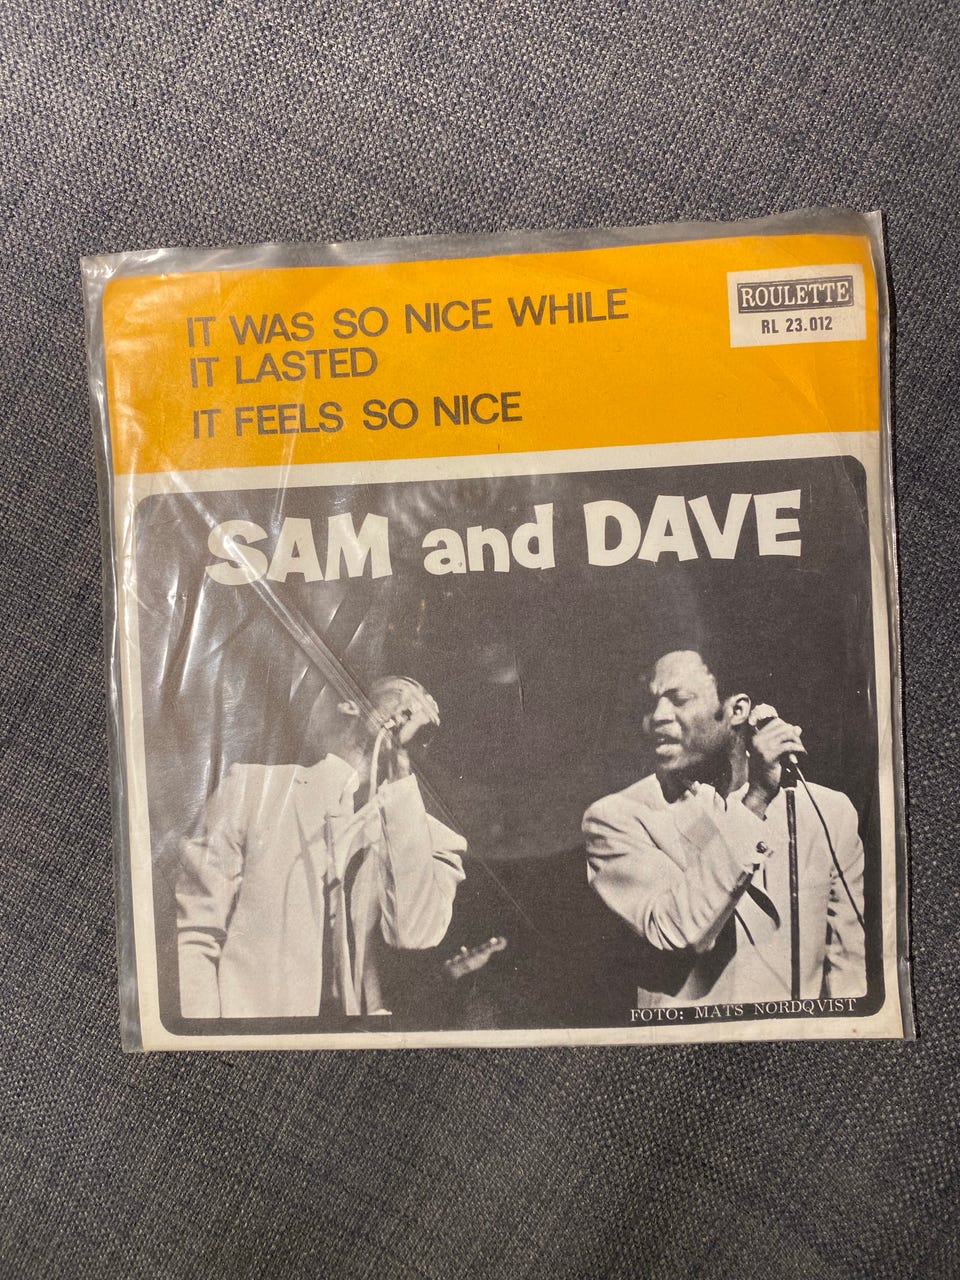 IT WAS SO NICE WHILE
IT LASTED
IT FEELS SO NICE
ROULETTE
RL 23.012
SAM and DAVE
FOTO: MATS NORDQVIST